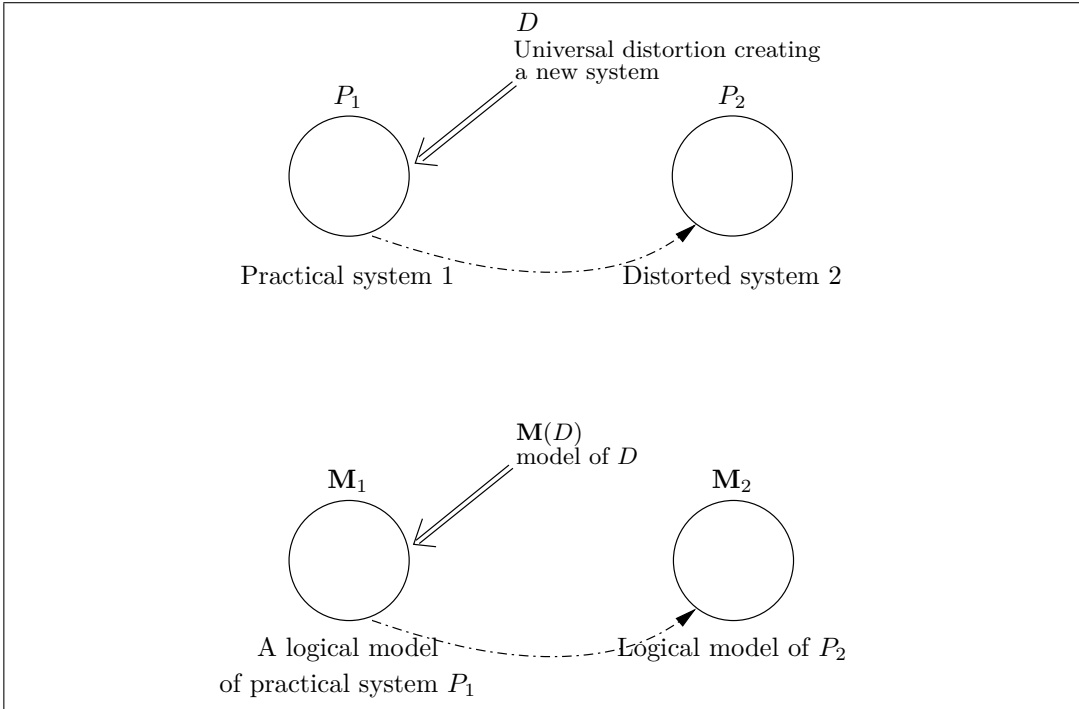 D
Universal distortion creating
a new system
P₁
P₂
Practical system 1
Distorted system 2
M(D)
model of D
M₁
M₂
A logical model
of practical system P₁
Logical model of P₂